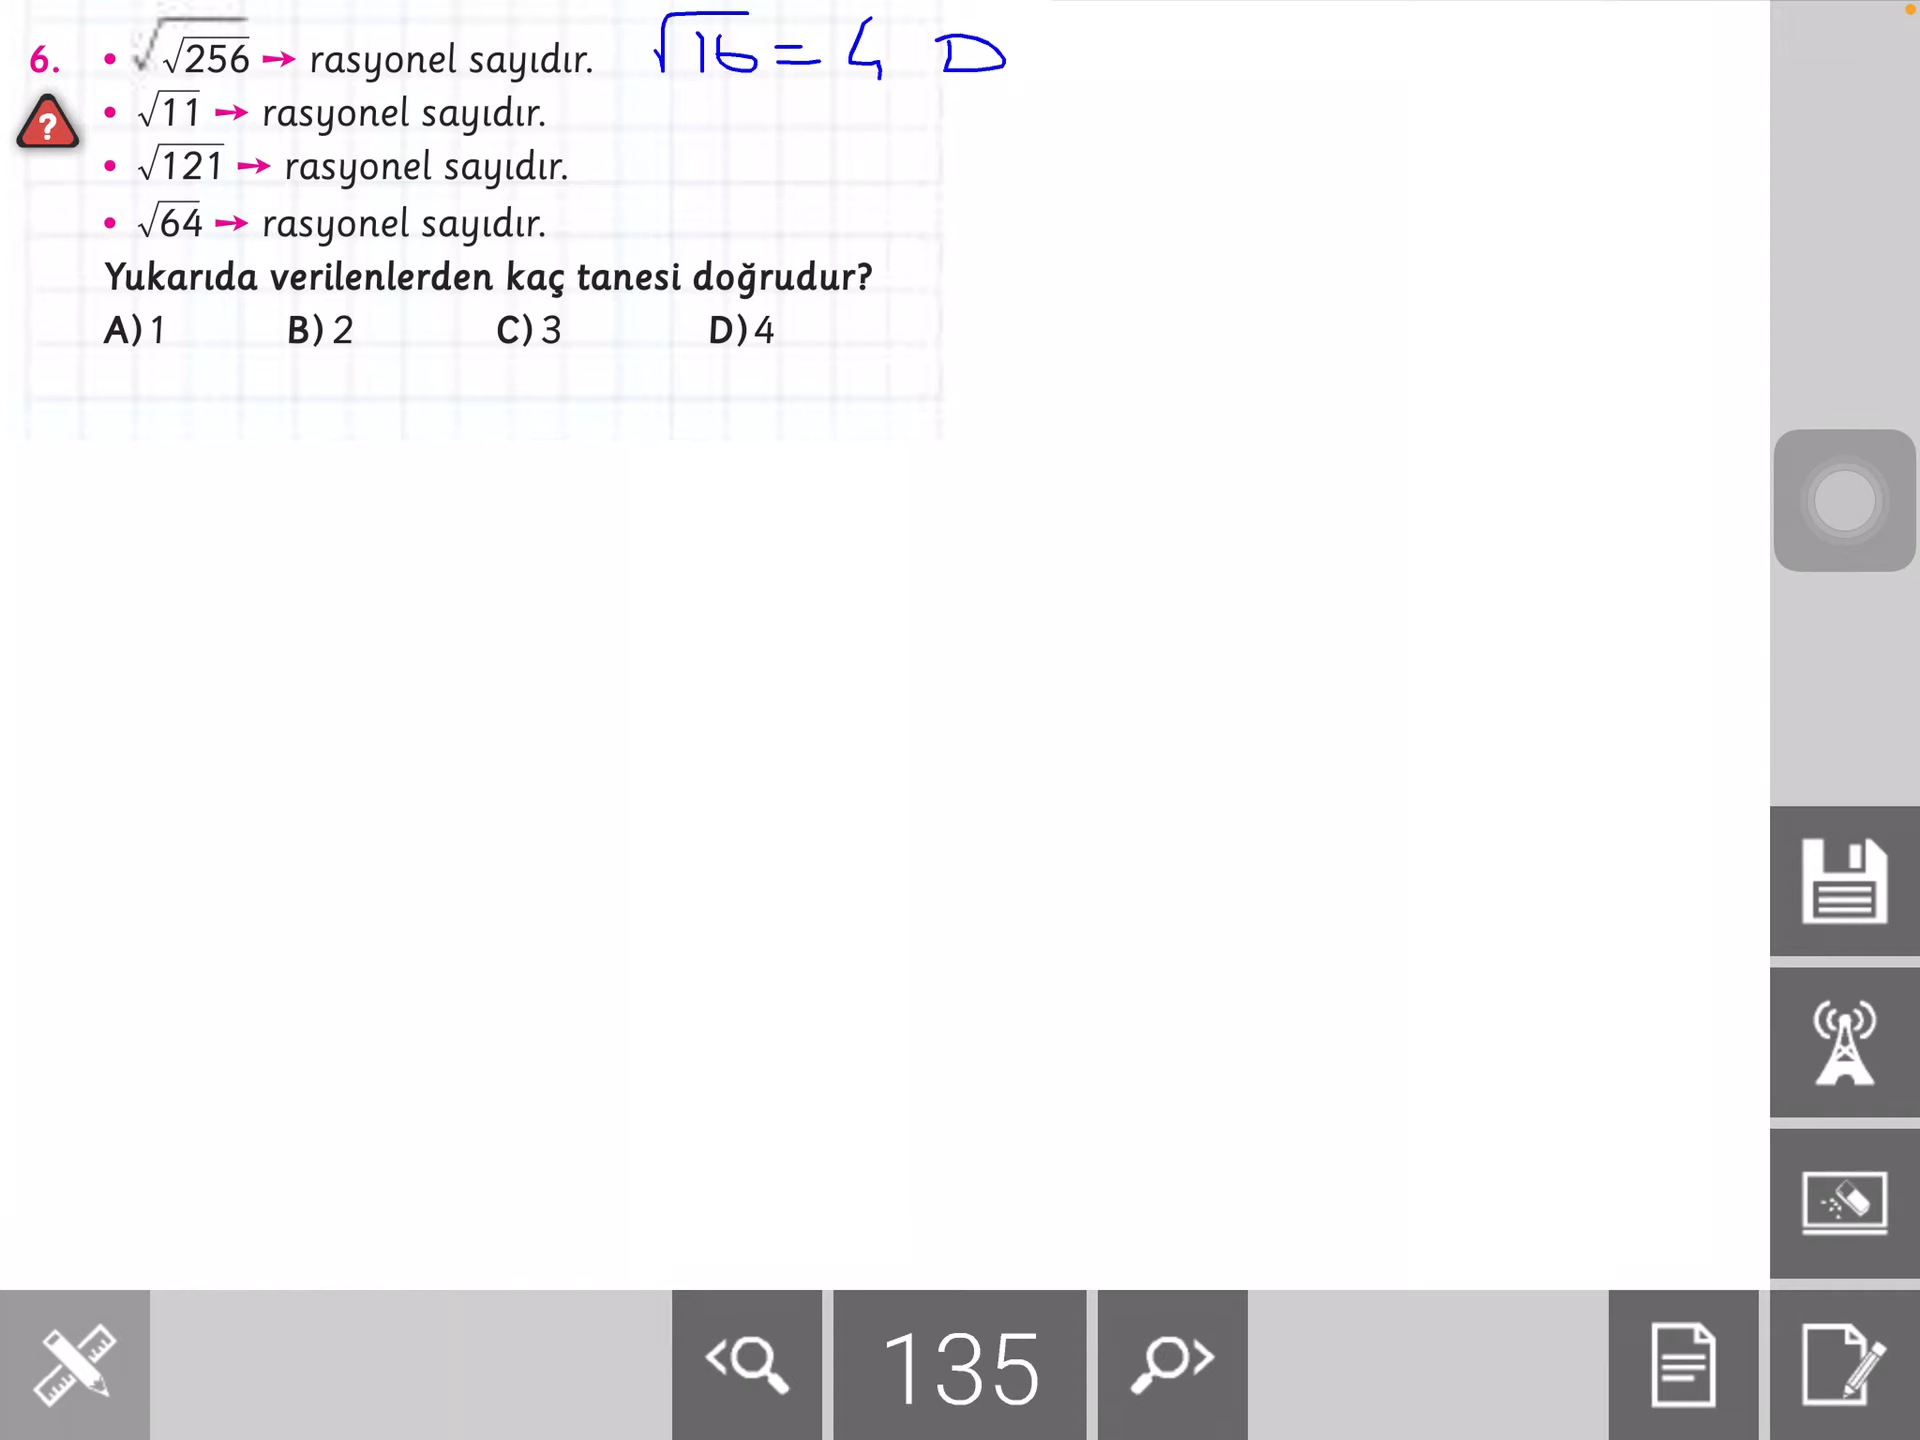 6. • √√256 → rasyonel sayıdır. √16 = 4 D
? • √11 → rasyonel sayıdır.
• √121 → rasyonel sayıdır.
• √64 → rasyonel sayıdır.
Yukarıda verilenlerden kaç tanesi doğrudur?
A) 1 B) 2 C) 3 D) 4
135